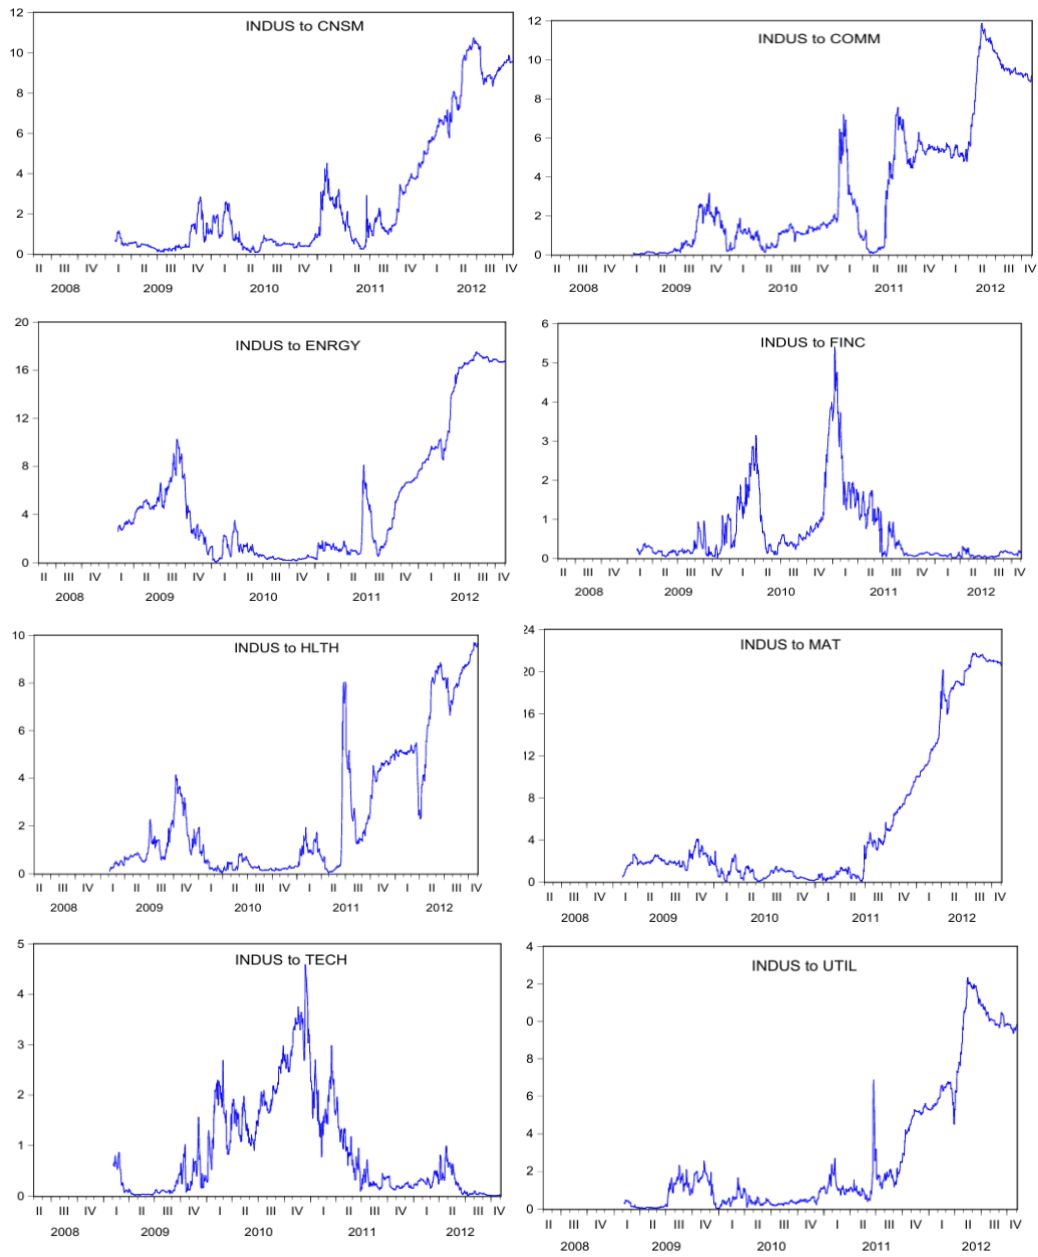 INDUS to CNSM
12
10
8
6
4
2
0
II III IV I II III IV I II III IV I II III IV I II III IV
2008 2009 2010 2011 2012
INDUS to COMM
12
10
8
6
4
2
0
II III IV I II III IV I II III IV I II III IV I II III IV
2008 2009 2010 2011 2012
INDUS to ENRGY
20
16
12
8
4
0
II III IV I II III IV I II III IV I II III IV I II III IV
2008 2009 2010 2011 2012
INDUS to FINC
6
5
4
3
2
1
0
II III IV I II III IV I II III IV I II III IV I II III IV
2008 2009 2010 2011 2012
INDUS to HLTH
10
8
6
4
2
0
II III IV I II III IV I II III IV I II III IV I II III IV
2008 2009 2010 2011 2012
INDUS to MAT
24
20
16
12
8
4
0
II III IV I II III IV I II III IV I II III IV I II III IV
2008 2009 2010 2011 2012
INDUS to TECH
5
4
3
2
1
0
II III IV I II III IV I II III IV I II III IV I II III IV
2008 2009 2010 2011 2012
INDUS to UTIL
4
2
0
8
6
4
2
0
II III IV I II III IV I II III IV I II III IV I II III IV
2008 2009 2010 2011 2012